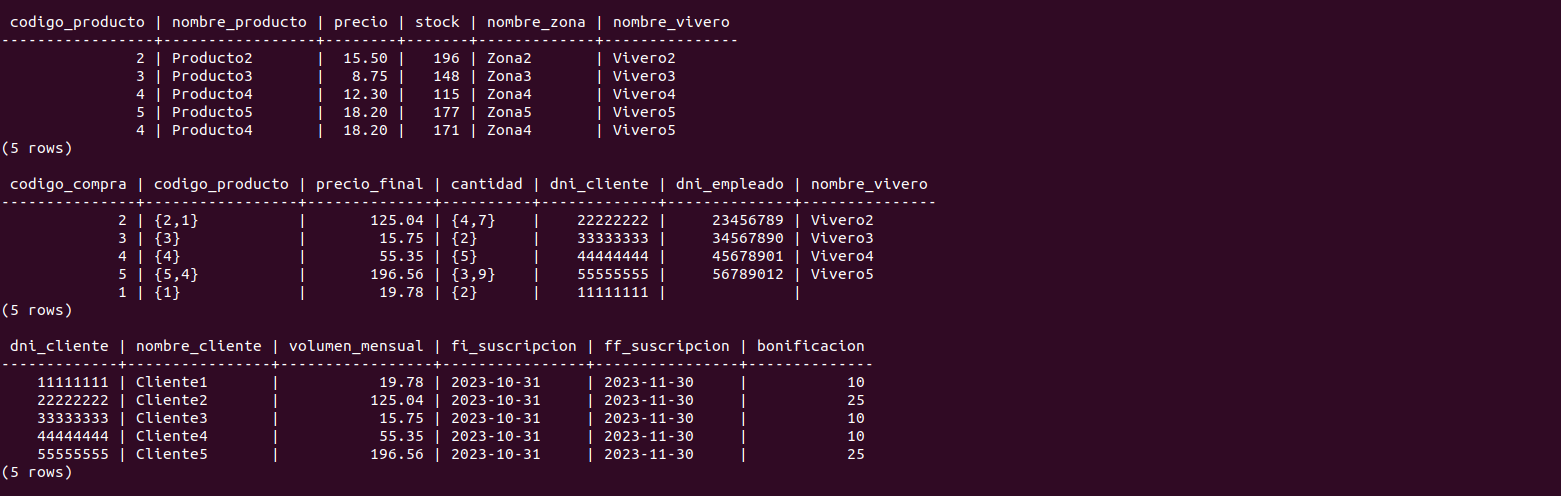 codigo_producto | nombre_producto | precio | stock | nombre_zona | nombre_vivero
-----------------+-----------------+--------+-------+-------------+---------------
               2 | Producto2       |  15.50 |   196 | Zona2       | Vivero2
               3 | Producto3       |   8.75 |   148 | Zona3       | Vivero3
               4 | Producto4       |  12.30 |   115 | Zona4       | Vivero4
               5 | Producto5       |  18.20 |   177 | Zona5       | Vivero5
               4 | Producto4       |  18.20 |   171 | Zona4       | Vivero5
(5 rows)

 codigo_compra | codigo_producto | precio_final | cantidad | dni_cliente | dni_empleado | nombre_vivero
---------------+-----------------+--------------+----------+-------------+--------------+---------------
             2 | {2,1}           |       125.04 | {4,7}    |    22222222 |     23456789 | Vivero2
             3 | {3}             |        15.75 | {2}      |    33333333 |     34567890 | Vivero3
             4 | {4}             |        55.35 | {5}      |    44444444 |     45678901 | Vivero4
             5 | {5,4}           |       196.56 | {3,9}    |    55555555 |     56789012 | Vivero5
             1 | {1}             |        19.78 | {2}      |    11111111 |              |
(5 rows)

 dni_cliente | nombre_cliente | volumen_mensual | fi_suscripcion | ff_suscripcion | bonificacion
-------------+----------------+-----------------+----------------+----------------+--------------
    11111111 | Cliente1       |           19.78 | 2023-10-31     | 2023-11-30     |           10
    22222222 | Cliente2       |          125.04 | 2023-10-31     | 2023-11-30     |           25
    33333333 | Cliente3       |           15.75 | 2023-10-31     | 2023-11-30     |           10
    44444444 | Cliente4       |           55.35 | 2023-10-31     | 2023-11-30     |           10
    55555555 | Cliente5       |          196.56 | 2023-10-31     | 2023-11-30     |           25
(5 rows)